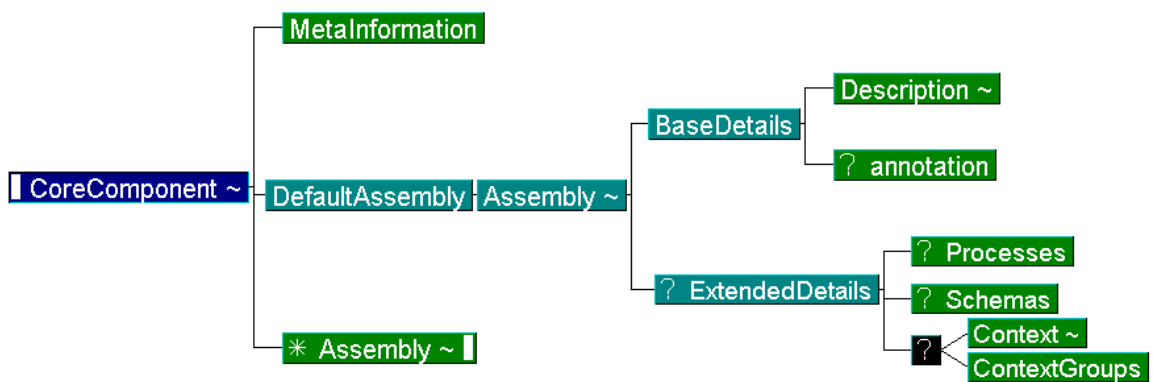 MetaInformation
Description ~
BaseDetails
? annotation
CoreComponent ~
DefaultAssembly
Assembly ~
? Processes
? ExtendedDetails
? Schemas
?
Context ~
ContextGroups
✳ Assembly ~